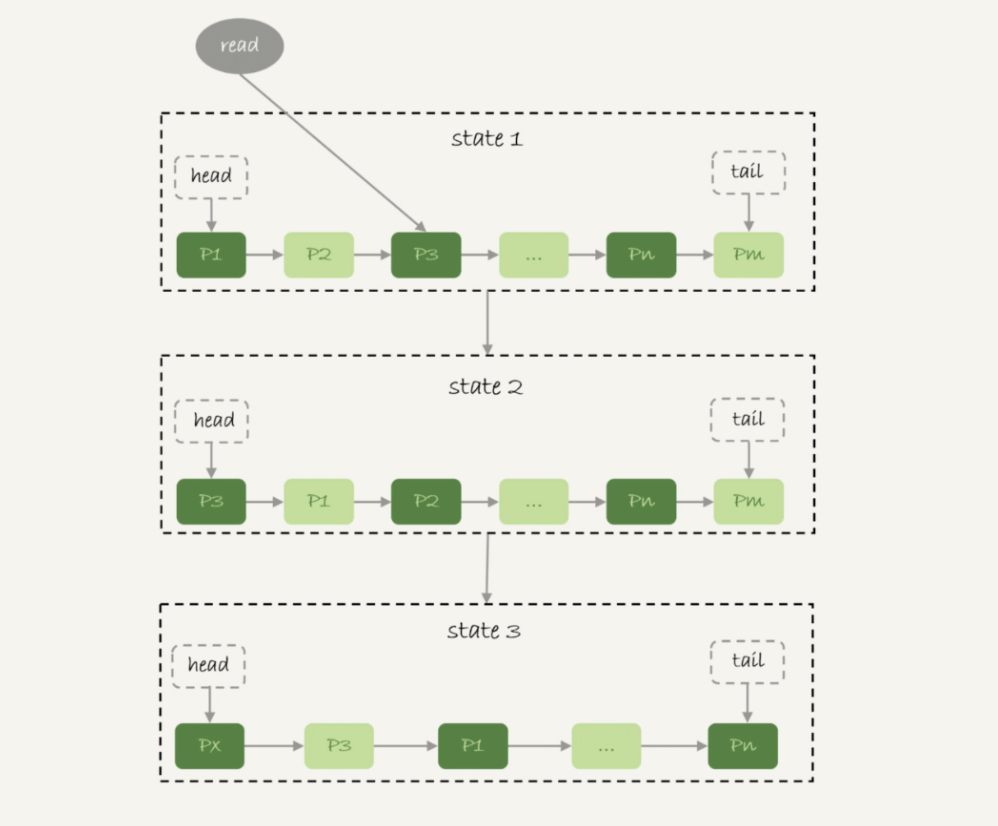 read
state 1
head
tail
P1 P2 P3 ... Pn Pm
state 2
head
tail
P3 P1 P2 ... Pn Pm
state 3
head
tail
Px P3 P1 ... Pn